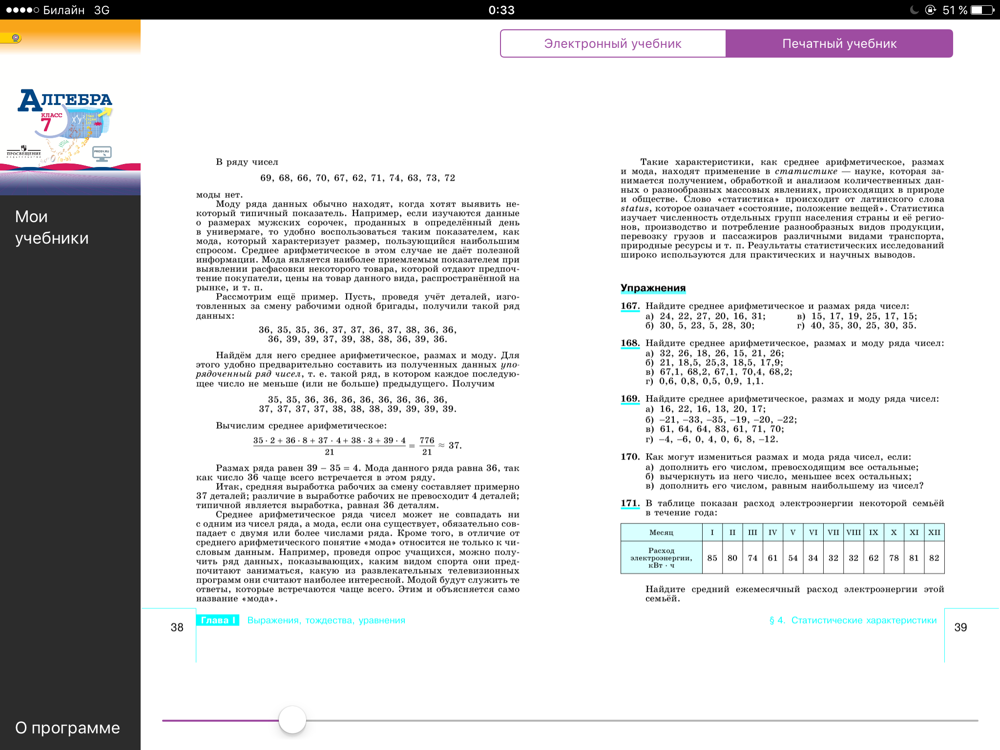 Билайн 3G
0:33
51 %
Электронный учебник
Печатный учебник
АЛГЕБРА
КЛАСС
7
ПРОСВЕЩЕНИЕ
ИЗДАТЕЛЬСТВО
PROSV.RU
Мои
учебники
О программе
В ряду чисел
69, 68, 66, 70, 67, 62, 71, 74, 63, 73, 72
моды нет.
Моду ряда данных обычно находят, когда хотят выявить не-
который типичный показатель. Например, если изучаются данные
о размерах мужских сорочек, проданных в определённый день
в универмаге, то удобно воспользоваться таким показателем, как
мода, который характеризует размер, пользующийся наибольшим
спросом. Среднее арифметическое в этом случае не даёт полезной
информации. Мода является наиболее приемлемым показателем при
выявлении расфасовки некоторого товара, которой отдают предпоч-
тение покупатели, цены на товар данного вида, распространённой на
рынке, и т. п.
Рассмотрим ещё пример. Пусть, проведя учёт деталей, изго-
товленных за смену рабочими одной бригады, получили такой ряд
данных:
36, 35, 35, 36, 37, 37, 36, 37, 38, 36, 36,
36, 39, 39, 37, 39, 38, 38, 36, 39, 36.
Найдём для него среднее арифметическое, размах и моду. Для
этого удобно предварительно составить из полученных данных упо-
рядоченный ряд чисел, т. е. такой ряд, в котором каждое последую-
щее число не меньше (или не больше) предыдущего. Получим
35, 35, 36, 36, 36, 36, 36, 36, 36, 36,
37, 37, 37, 37, 38, 38, 38, 39, 39, 39, 39.
Вычислим среднее арифметическое:
35 · 2 + 36 · 8 + 37 · 4 + 38 · 3 + 39 · 4 / 21 = 776 / 21 ≈ 37.
Размах ряда равен 39 – 35 = 4. Мода данного ряда равна 36, так
как число 36 чаще всего встречается в этом ряду.
Итак, средняя выработка рабочих за смену составляет примерно
37 деталей; различие в выработке рабочих не превосходит 4 деталей;
типичной является выработка, равная 36 деталям.
Среднее арифметическое ряда чисел может не совпадать ни
с одним из чисел ряда, а мода, если она существует, обязательно сов-
падает с двумя или более числами ряда. Кроме того, в отличие от
среднего арифметического понятие «мода» относится не только к чи-
словым данным. Например, проведя опрос учащихся, можно полу-
чить ряд данных, показывающих, каким видом спорта они пред-
почитают заниматься, какую из развлекательных телевизионных
программ они считают наиболее интересной. Модой будут служить те
ответы, которые встречаются чаще всего. Этим и объясняется само
название «мода».
38
Глава I Выражения, тождества, уравнения
Такие характеристики, как среднее арифметическое, размах
и мода, находят применение в статистике — науке, которая за-
нимается получением, обработкой и анализом количественных дан-
ных о разнообразных массовых явлениях, происходящих в природе
и обществе. Слово «статистика» происходит от латинского слова
status, которое означает «состояние, положение вещей». Статистика
изучает численность отдельных групп населения страны и её регио-
нов, производство и потребление разнообразных видов продукции,
перевозку грузов и пассажиров различными видами транспорта,
природные ресурсы и т. п. Результаты статистических исследований
широко используются для практических и научных выводов.
Упражнения
167. Найдите среднее арифметическое и размах ряда чисел:
а) 24, 22, 27, 20, 16, 31; в) 15, 17, 19, 25, 17, 15;
б) 30, 5, 23, 5, 28, 30; г) 40, 35, 30, 25, 30, 35.
168. Найдите среднее арифметическое, размах и моду ряда чисел:
а) 32, 26, 18, 26, 15, 21, 26;
б) 21, 18,5, 25,3, 18,5, 17,9;
в) 67,1, 68,2, 67,1, 70,4, 68,2;
г) 0,6, 0,8, 0,5, 0,9, 1,1.
169. Найдите среднее арифметическое, размах и моду ряда чисел:
а) 16, 22, 16, 13, 20, 17;
б) –21, –33, –35, –19, –20, –22;
в) 61, 64, 64, 83, 61, 71, 70;
г) –4, –6, 0, 4, 0, 6, 8, –12.
170. Как могут измениться размах и мода ряда чисел, если:
а) дополнить его числом, превосходящим все остальные;
б) вычеркнуть из него число, меньшее всех остальных;
в) дополнить его числом, равным наибольшему из чисел?
171. В таблице показан расход электроэнергии некоторой семьёй
в течение года:
Месяц I II III IV V VI VII VIII IX X XI XII
Расход
электроэнергии,
кВт · ч
85 80 74 61 54 34 32 32 62 78 81 82
Найдите средний ежемесячный расход электроэнергии этой
семьёй.
§ 4. Статистические характеристики
39